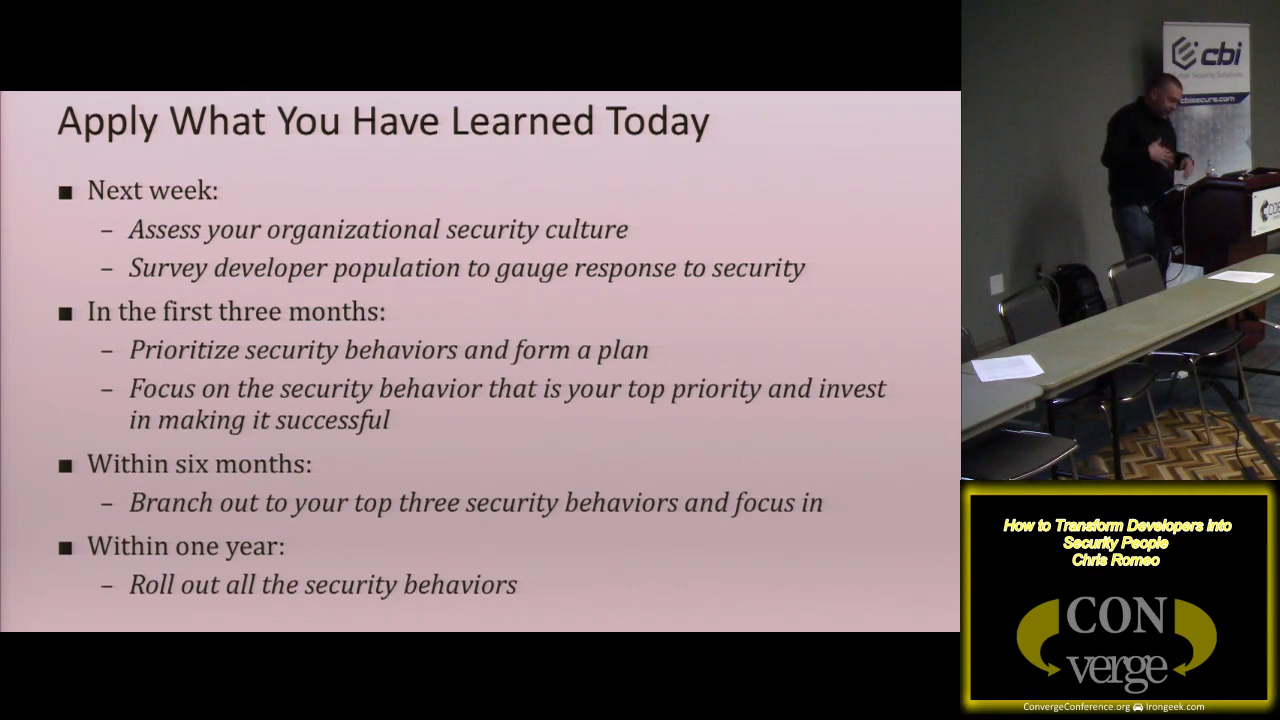 Apply What You Have Learned Today
■ Next week:
– Assess your organizational security culture
– Survey developer population to gauge response to security
■ In the first three months:
– Prioritize security behaviors and form a plan
– Focus on the security behavior that is your top priority and invest
in making it successful
■ Within six months:
– Branch out to your top three security behaviors and focus in
■ Within one year:
– Roll out all the security behaviors
cbi
cbisecure.com
How to Transform Developers into
Security People
Chris Romeo
CON
verge
ConvergeConference.org Irongeek.com